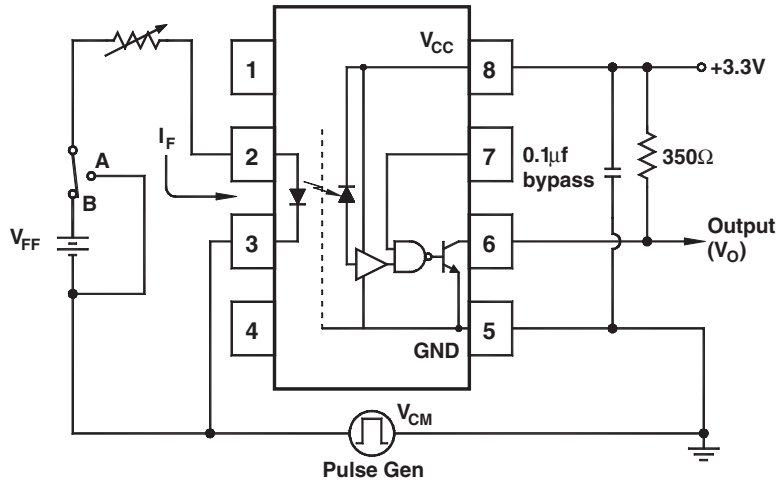 V_CC
1
8
+3.3V
I_F
2
7
0.1µf
bypass
350Ω
A
B
V_FF
3
6
Output
(V_O)
4
5
GND
V_CM
Pulse Gen